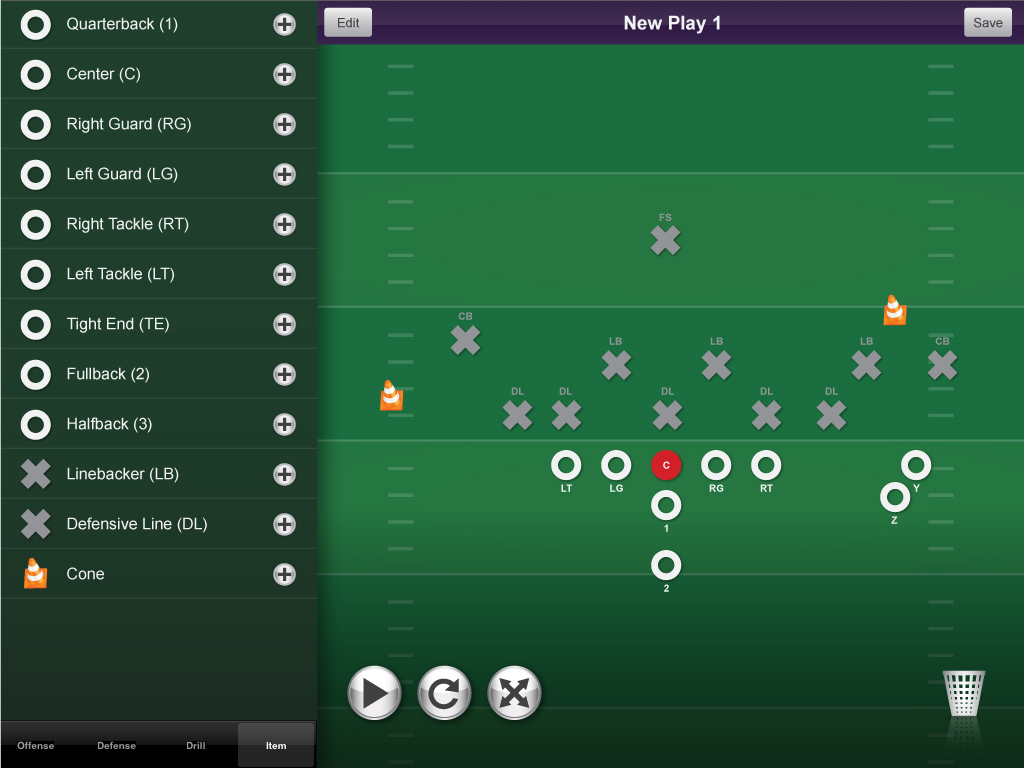 Quarterback (1)
Center (C)
Right Guard (RG)
Left Guard (LG)
Right Tackle (RT)
Left Tackle (LT)
Tight End (TE)
Fullback (2)
Halfback (3)
Linebacker (LB)
Defensive Line (DL)
Cone
Offense Defense Drill Item
Edit New Play 1 Save
FS
CB
LB LB LB CB
DL DL DL DL DL
C
LT LG RG RT Y
Z
1
2